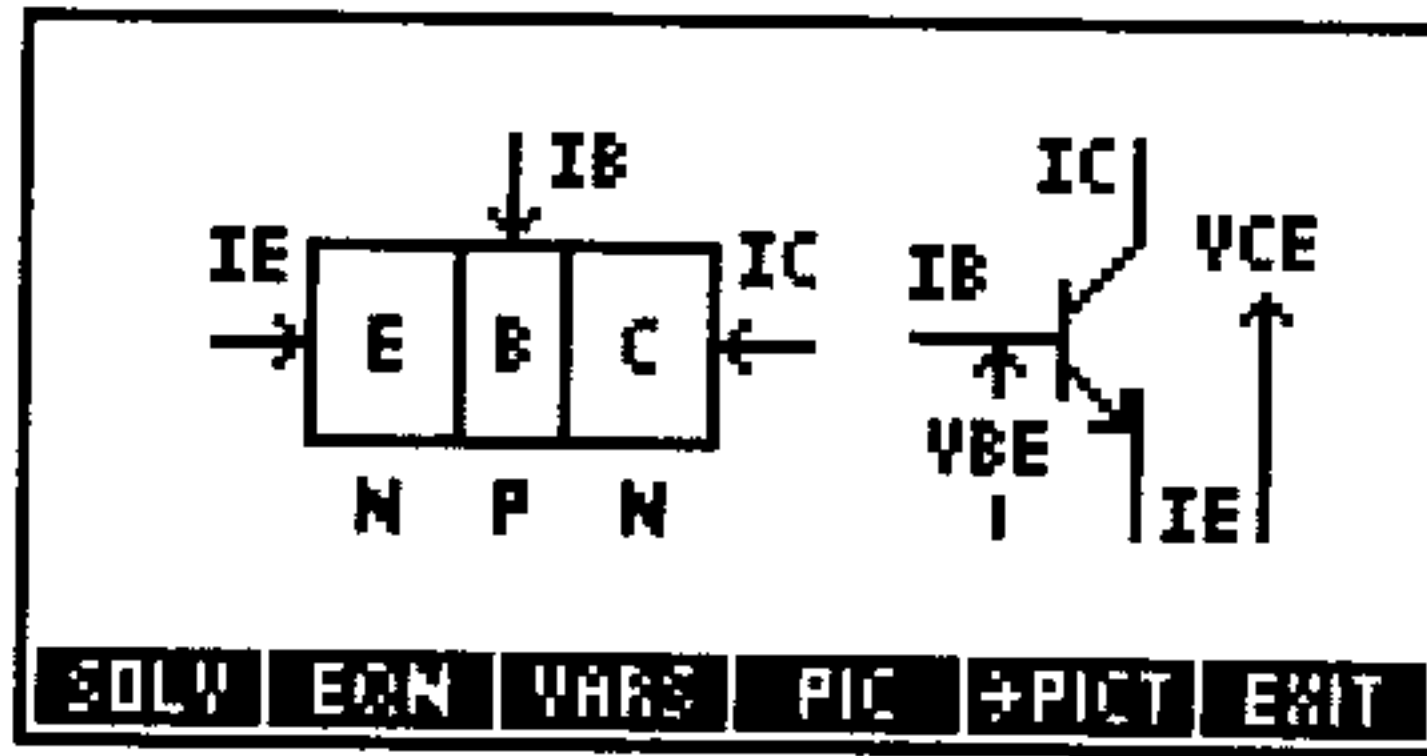 IB
IE
IC
E B C
N P N
IC
IB
VCE
VBE
IE
SOLV EQN VARS PIC →PICT EXIT